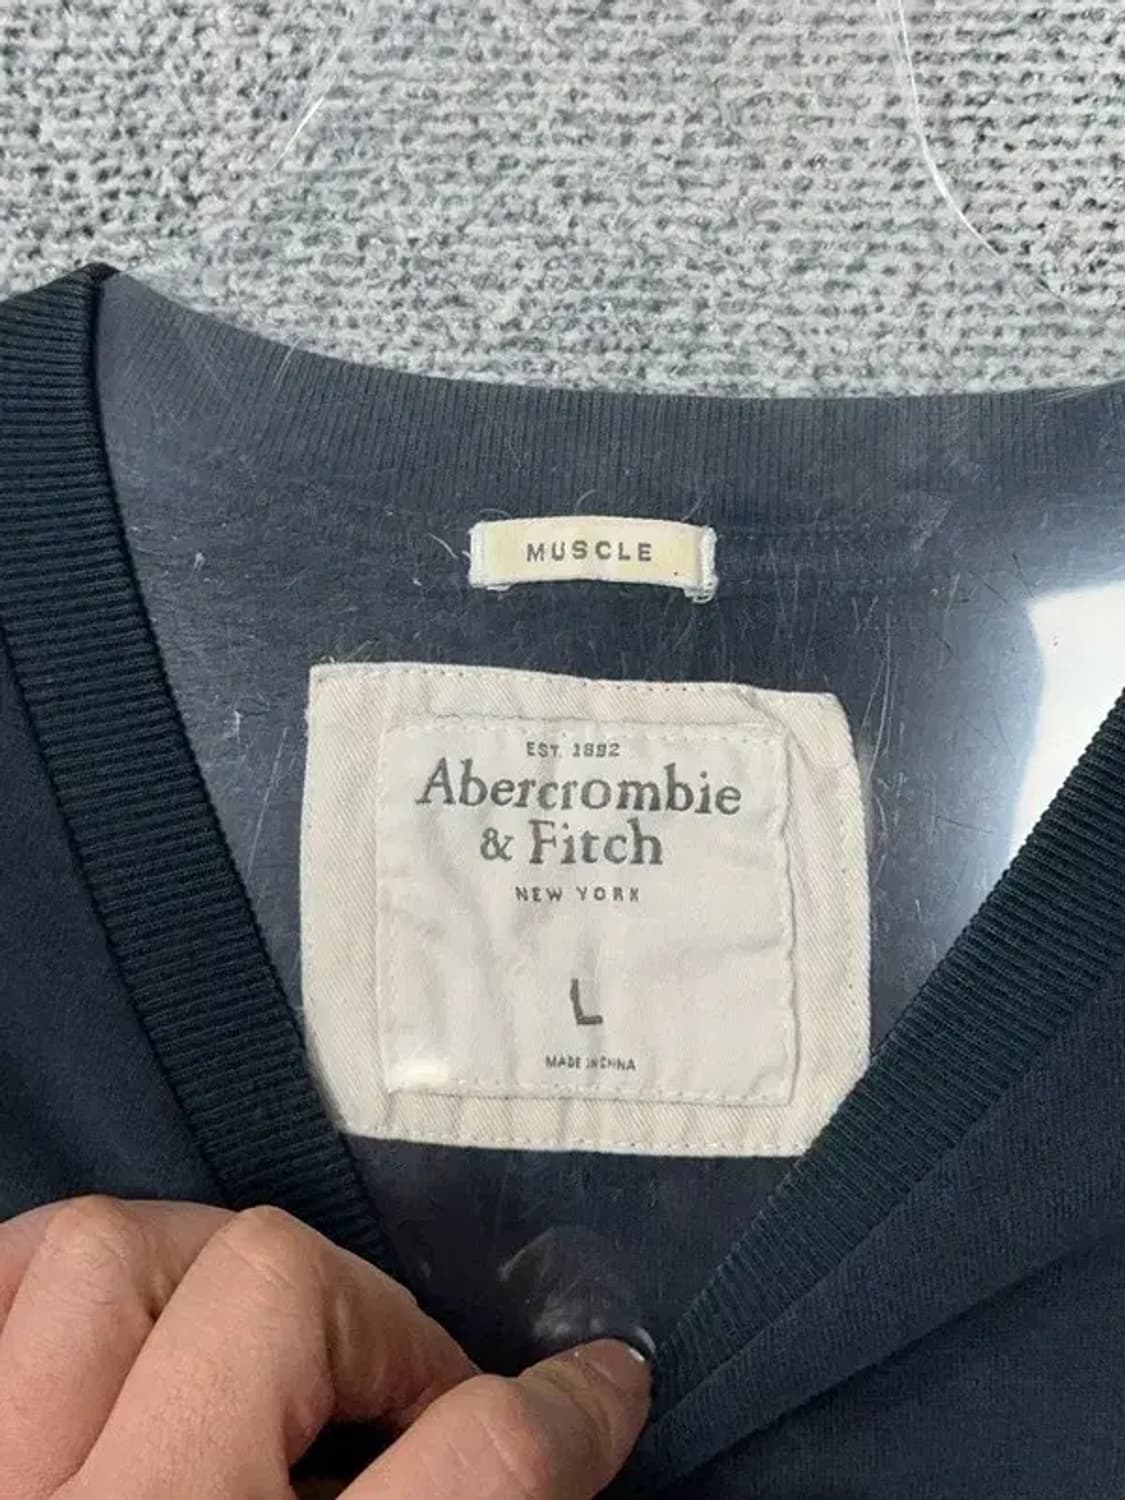 MUSCLE
EST. 1892
Abercrombie
& Fitch
NEW YORK
L
MADE IN CHINA